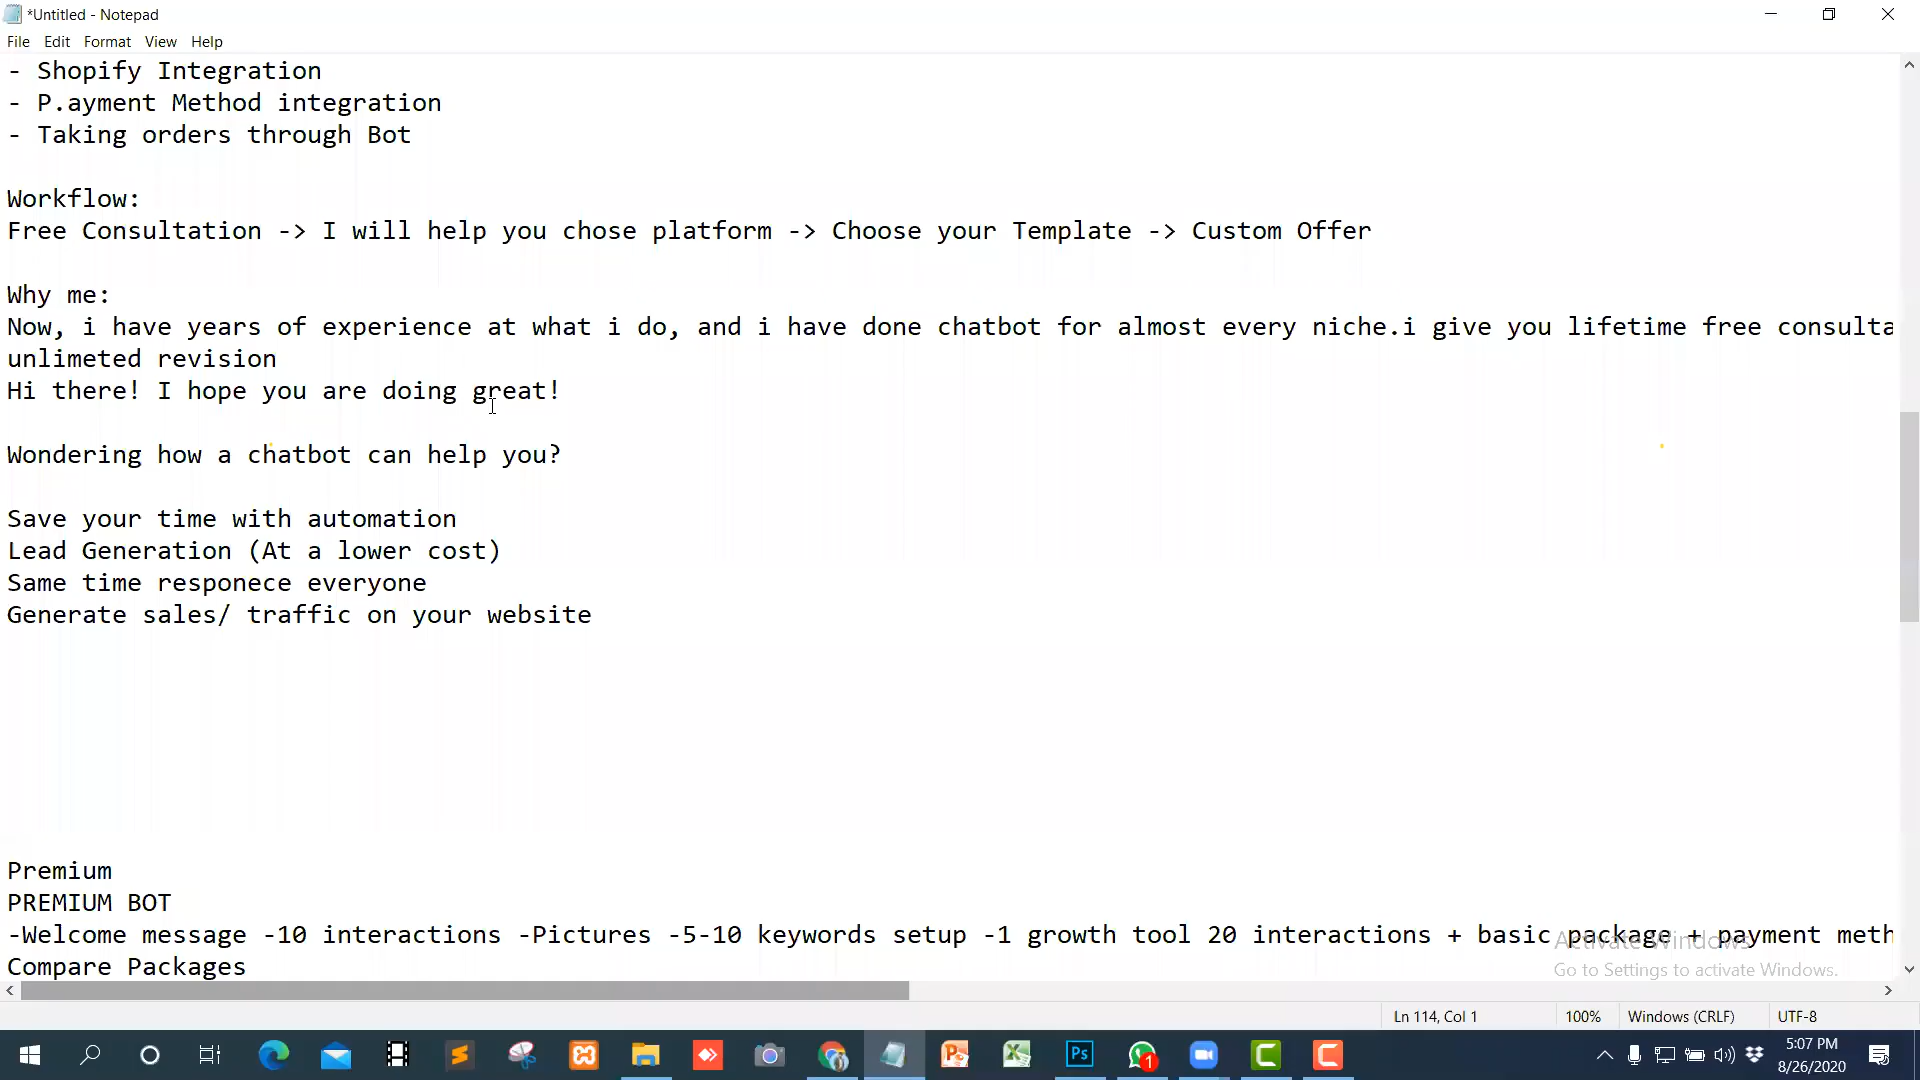 *Untitled - Notepad
File Edit Format View Help
- Shopify Integration
- P.ayment Method integration
- Taking orders through Bot
Workflow:
Free Consultation -> I will help you chose platform -> Choose your Template -> Custom Offer
Why me:
Now, i have years of experience at what i do, and i have done chatbot for almost every niche.i give you lifetime free consulta
unlimeted revision
Hi there! I hope you are doing great!
Wondering how a chatbot can help you?
Save your time with automation
Lead Generation (At a lower cost)
Same time responece everyone
Generate sales/ traffic on your website
Premium
PREMIUM BOT
-Welcome message -10 interactions -Pictures -5-10 keywords setup -1 growth tool 20 interactions + basic package + payment meth
Compare Packages
Activate Windows
Go to Settings to activate Windows.
Ln 114, Col 1 100% Windows (CRLF) UTF-8
Ps
1
5:07 PM
8/26/2020